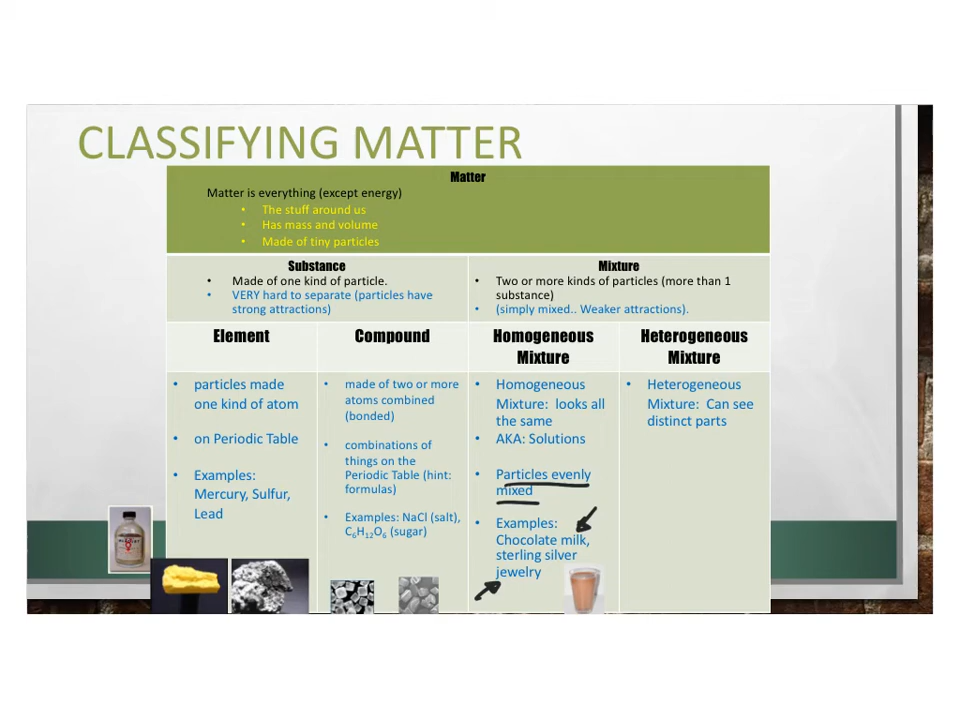 CLASSIFYING MATTER
Matter
Matter is everything (except energy)
• The stuff around us
• Has mass and volume
• Made of tiny particles
Substance
• Made of one kind of particle.
• VERY hard to separate (particles have
strong attractions)
Mixture
• Two or more kinds of particles (more than 1
substance)
• (simply mixed.. Weaker attractions).
Element
Compound
Homogeneous
Mixture
Heterogeneous
Mixture
• particles made
one kind of atom
• on Periodic Table
• Examples:
Mercury, Sulfur,
Lead
• made of two or more
atoms combined
(bonded)
• combinations of
things on the
Periodic Table (hint:
formulas)
• Examples: NaCl (salt),
C₆H₁₂O₆ (sugar)
• Homogeneous
Mixture: looks all
the same
• AKA: Solutions
• Particles evenly
mixed
• Examples:
Chocolate milk,
sterling silver
jewelry
• Heterogeneous
Mixture: Can see
distinct parts